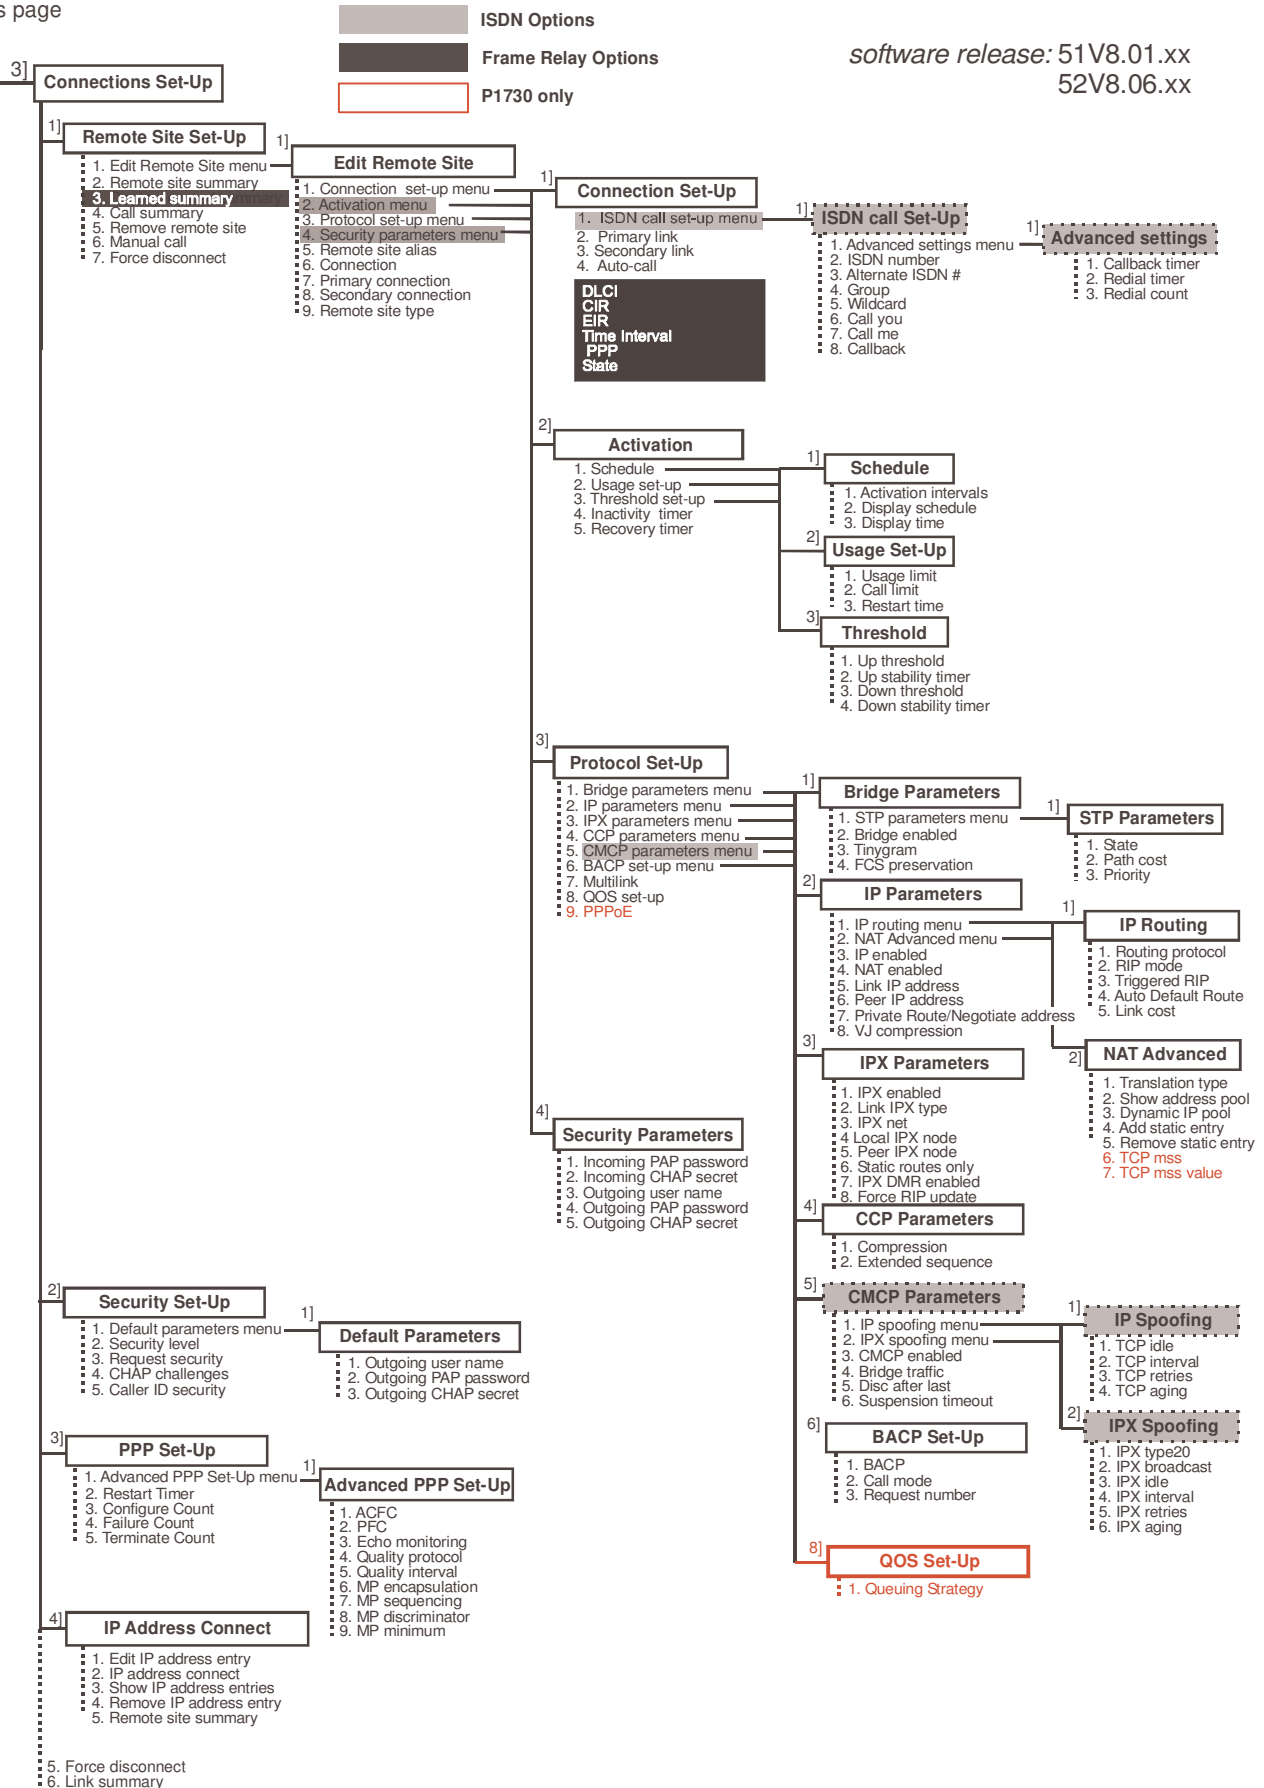 s page
ISDN Options
Frame Relay Options
P1730 only
software release: 51V8.01.xx
52V8.06.xx
3]
Connections Set-Up
1]
Remote Site Set-Up
1. Edit Remote Site menu
2. Remote site summary
3. Learned summary
4. Call summary
5. Remove remote site
6. Manual call
7. Force disconnect
1]
Edit Remote Site
1. Connection set-up menu
2. Activation menu
3. Protocol set-up menu
4. Security parameters menu
5. Remote site alias
6. Connection
7. Primary connection
8. Secondary connection
9. Remote site type
1]
Connection Set-Up
1. ISDN call set-up menu
2. Primary link
3. Secondary link
4. Auto-call
DLCI
CIR
EIR
Time Interval
PPP
State
1]
ISDN call Set-Up
1. Advanced settings menu
2. ISDN number
3. Alternate ISDN #
4. Group
5. Wildcard
6. Call you
7. Call me
8. Callback
1]
Advanced settings
1. Callback timer
2. Redial timer
3. Redial count
2]
Activation
1. Schedule
2. Usage set-up
3. Threshold set-up
4. Inactivity timer
5. Recovery timer
1]
Schedule
1. Activation intervals
2. Display schedule
3. Display time
2]
Usage Set-Up
1. Usage limit
2. Call limit
3. Restart time
3]
Threshold
1. Up threshold
2. Up stability timer
3. Down threshold
4. Down stability timer
3]
Protocol Set-Up
1. Bridge parameters menu
2. IP parameters menu
3. IPX parameters menu
4. CCP parameters menu
5. CMCP parameters menu
6. BACP set-up menu
7. Multilink
8. QOS set-up
9. PPPoE
1]
Bridge Parameters
1. STP parameters menu
2. Bridge enabled
3. Tinygram
4. FCS preservation
1]
STP Parameters
1. State
2. Path cost
3. Priority
2]
IP Parameters
1. IP routing menu
2. NAT Advanced menu
3. IP enabled
4. NAT enabled
5. Link IP address
6. Peer IP address
7. Private Route/Negotiate address
8. VJ compression
1]
IP Routing
1. Routing protocol
2. RIP mode
3. Triggered RIP
4. Auto Default Route
5. Link cost
2]
NAT Advanced
1. Translation type
2. Show address pool
3. Dynamic IP pool
4. Add static entry
5. Remove static entry
6. TCP mss
7. TCP mss value
3]
IPX Parameters
1. IPX enabled
2. Link IPX type
3. IPX net
4 Local IPX node
5. Peer IPX node
6. Static routes only
7. IPX DMR enabled
8. Force RIP update
4]
Security Parameters
1. Incoming PAP password
2. Incoming CHAP secret
3. Outgoing user name
4. Outgoing PAP password
5. Outgoing CHAP secret
4]
CCP Parameters
1. Compression
2. Extended sequence
5]
CMCP Parameters
1. IP spoofing menu
2. IPX spoofing menu
3. CMCP enabled
4. Bridge traffic
5. Disc after last
6. Suspension timeout
1]
IP Spoofing
1. TCP idle
2. TCP interval
3. TCP retries
4. TCP aging
2]
IPX Spoofing
1. IPX type20
2. IPX broadcast
3. IPX idle
4. IPX interval
5. IPX retries
6. IPX aging
6]
BACP Set-Up
1. BACP
2. Call mode
3. Request number
8]
QOS Set-Up
1. Queuing Strategy
2]
Security Set-Up
1. Default parameters menu
2. Security level
3. Request security
4. CHAP challenges
5. Caller ID security
1]
Default Parameters
1. Outgoing user name
2. Outgoing PAP password
3. Outgoing CHAP secret
3]
PPP Set-Up
1. Advanced PPP Set-Up menu
2. Restart Timer
3. Configure Count
4. Failure Count
5. Terminate Count
1]
Advanced PPP Set-Up
1. ACFC
2. PFC
3. Echo monitoring
4. Quality protocol
5. Quality interval
6. MP encapsulation
7. MP sequencing
8. MP discriminator
9. MP minimum
4]
IP Address Connect
1. Edit IP address entry
2. IP address connect
3. Show IP address entries
4. Remove IP address entry
5. Remote site summary
5. Force disconnect
6. Link summary